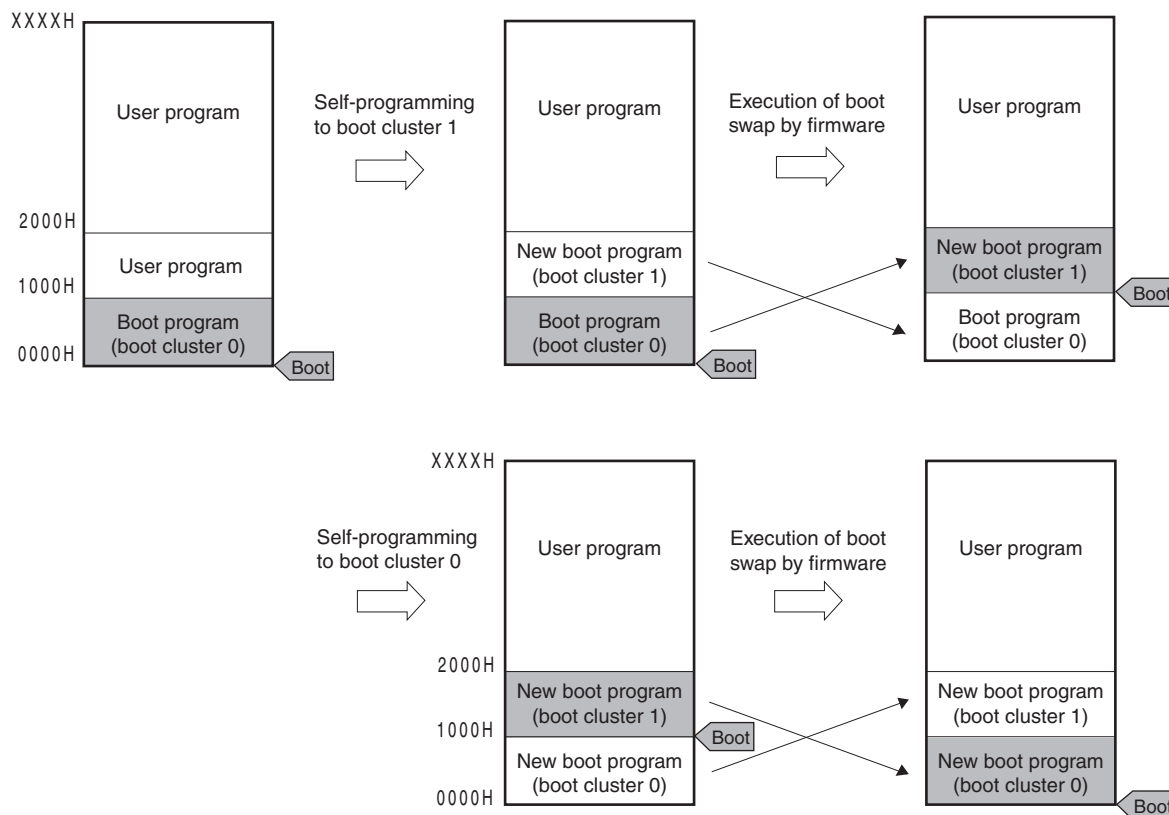 XXXXH
User program
2000H
User program
1000H
Boot program
(boot cluster 0)
0000H
Boot
Self-programming
to boot cluster 1
User program
New boot program
(boot cluster 1)
Boot program
(boot cluster 0)
Boot
Execution of boot
swap by firmware
User program
New boot program
(boot cluster 1)
Boot
Boot program
(boot cluster 0)
Self-programming
to boot cluster 0
XXXXH
User program
2000H
New boot program
(boot cluster 1)
1000H
Boot
New boot program
(boot cluster 0)
0000H
Execution of boot
swap by firmware
User program
New boot program
(boot cluster 1)
New boot program
(boot cluster 0)
Boot